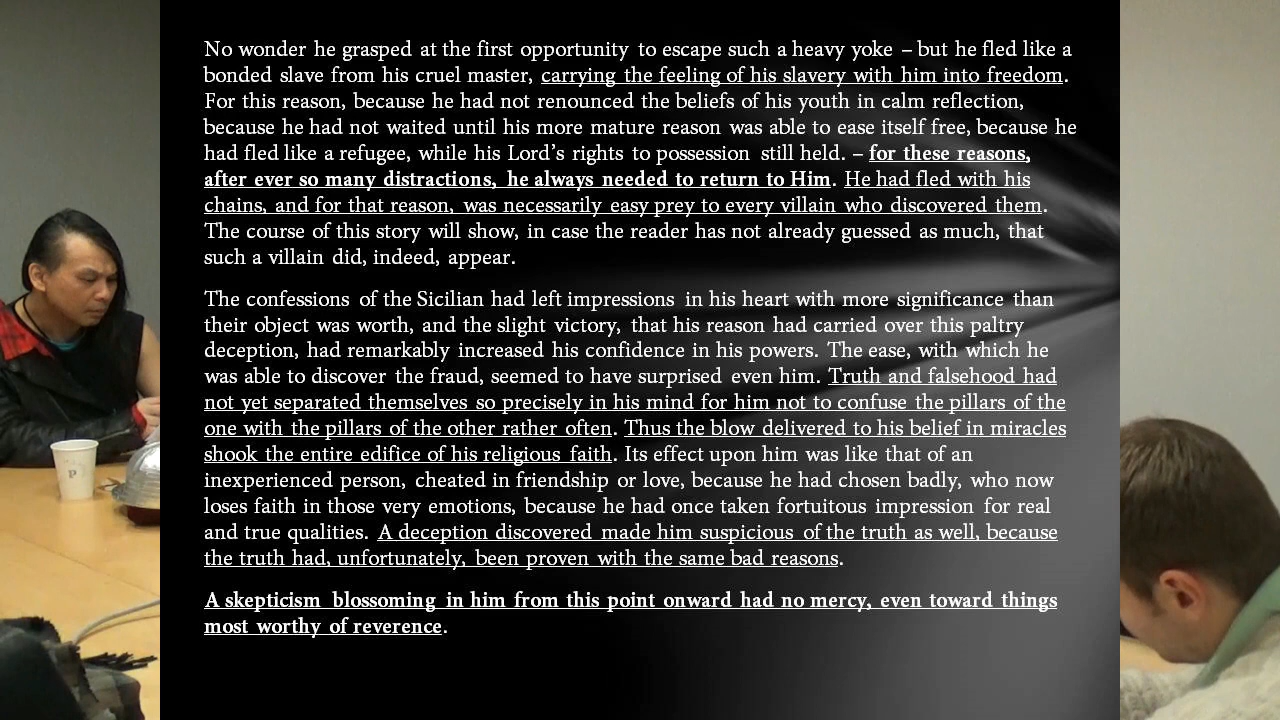 No wonder he grasped at the first opportunity to escape such a heavy yoke – but he fled like a
bonded slave from his cruel master, carrying the feeling of his slavery with him into freedom.
For this reason, because he had not renounced the beliefs of his youth in calm reflection,
because he had not waited until his more mature reason was able to ease itself free, because he
had fled like a refugee, while his Lord's rights to possession still held. – for these reasons,
after ever so many distractions, he always needed to return to Him. He had fled with his
chains, and for that reason, was necessarily easy prey to every villain who discovered them.
The course of this story will show, in case the reader has not already guessed as much, that
such a villain did, indeed, appear.
The confessions of the Sicilian had left impressions in his heart with more significance than
their object was worth, and the slight victory, that his reason had carried over this paltry
deception, had remarkably increased his confidence in his powers. The ease, with which he
was able to discover the fraud, seemed to have surprised even him. Truth and falsehood had
not yet separated themselves so precisely in his mind for him not to confuse the pillars of the
one with the pillars of the other rather often. Thus the blow delivered to his belief in miracles
shook the entire edifice of his religious faith. Its effect upon him was like that of an
inexperienced person, cheated in friendship or love, because he had chosen badly, who now
loses faith in those very emotions, because he had once taken fortuitous impression for real
and true qualities. A deception discovered made him suspicious of the truth as well, because
the truth had, unfortunately, been proven with the same bad reasons.
A skepticism blossoming in him from this point onward had no mercy, even toward things
most worthy of reverence.
P